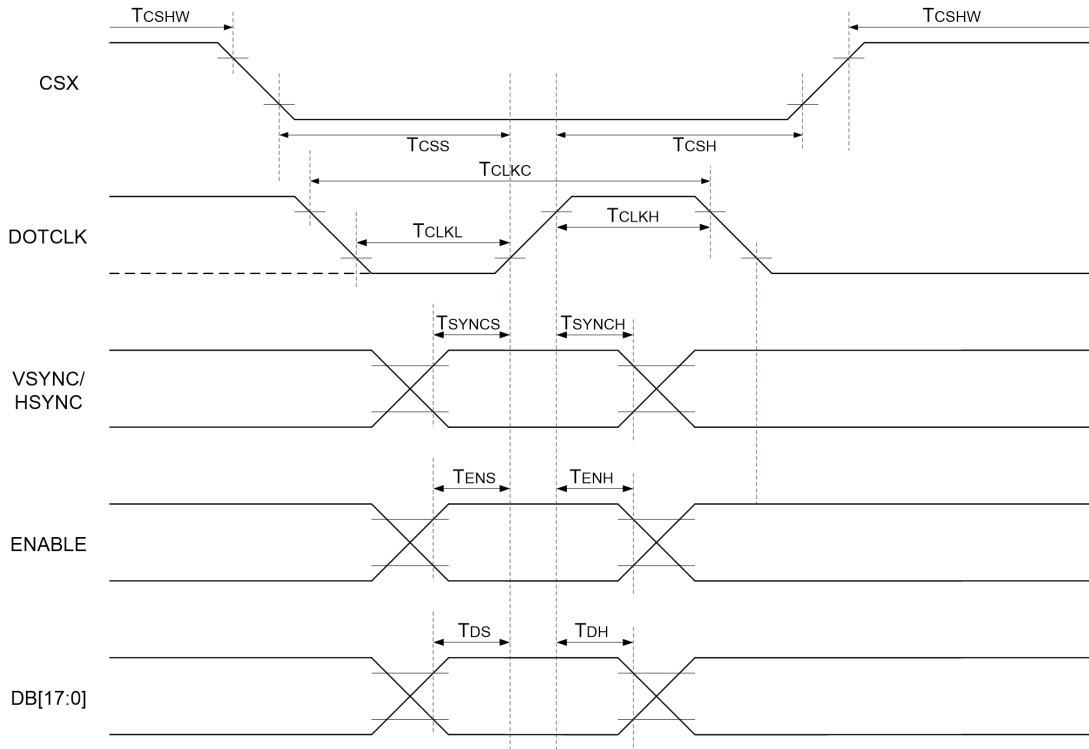 TCSHW
TCSHW
CSX
TCSS
TCSH
TCLKC
DOTCLK
TCLKL
TCLKH
TSYNCS
TSYNCH
VSYNC/
HSYNC
TENS
TENH
ENABLE
TDS
TDH
DB[17:0]